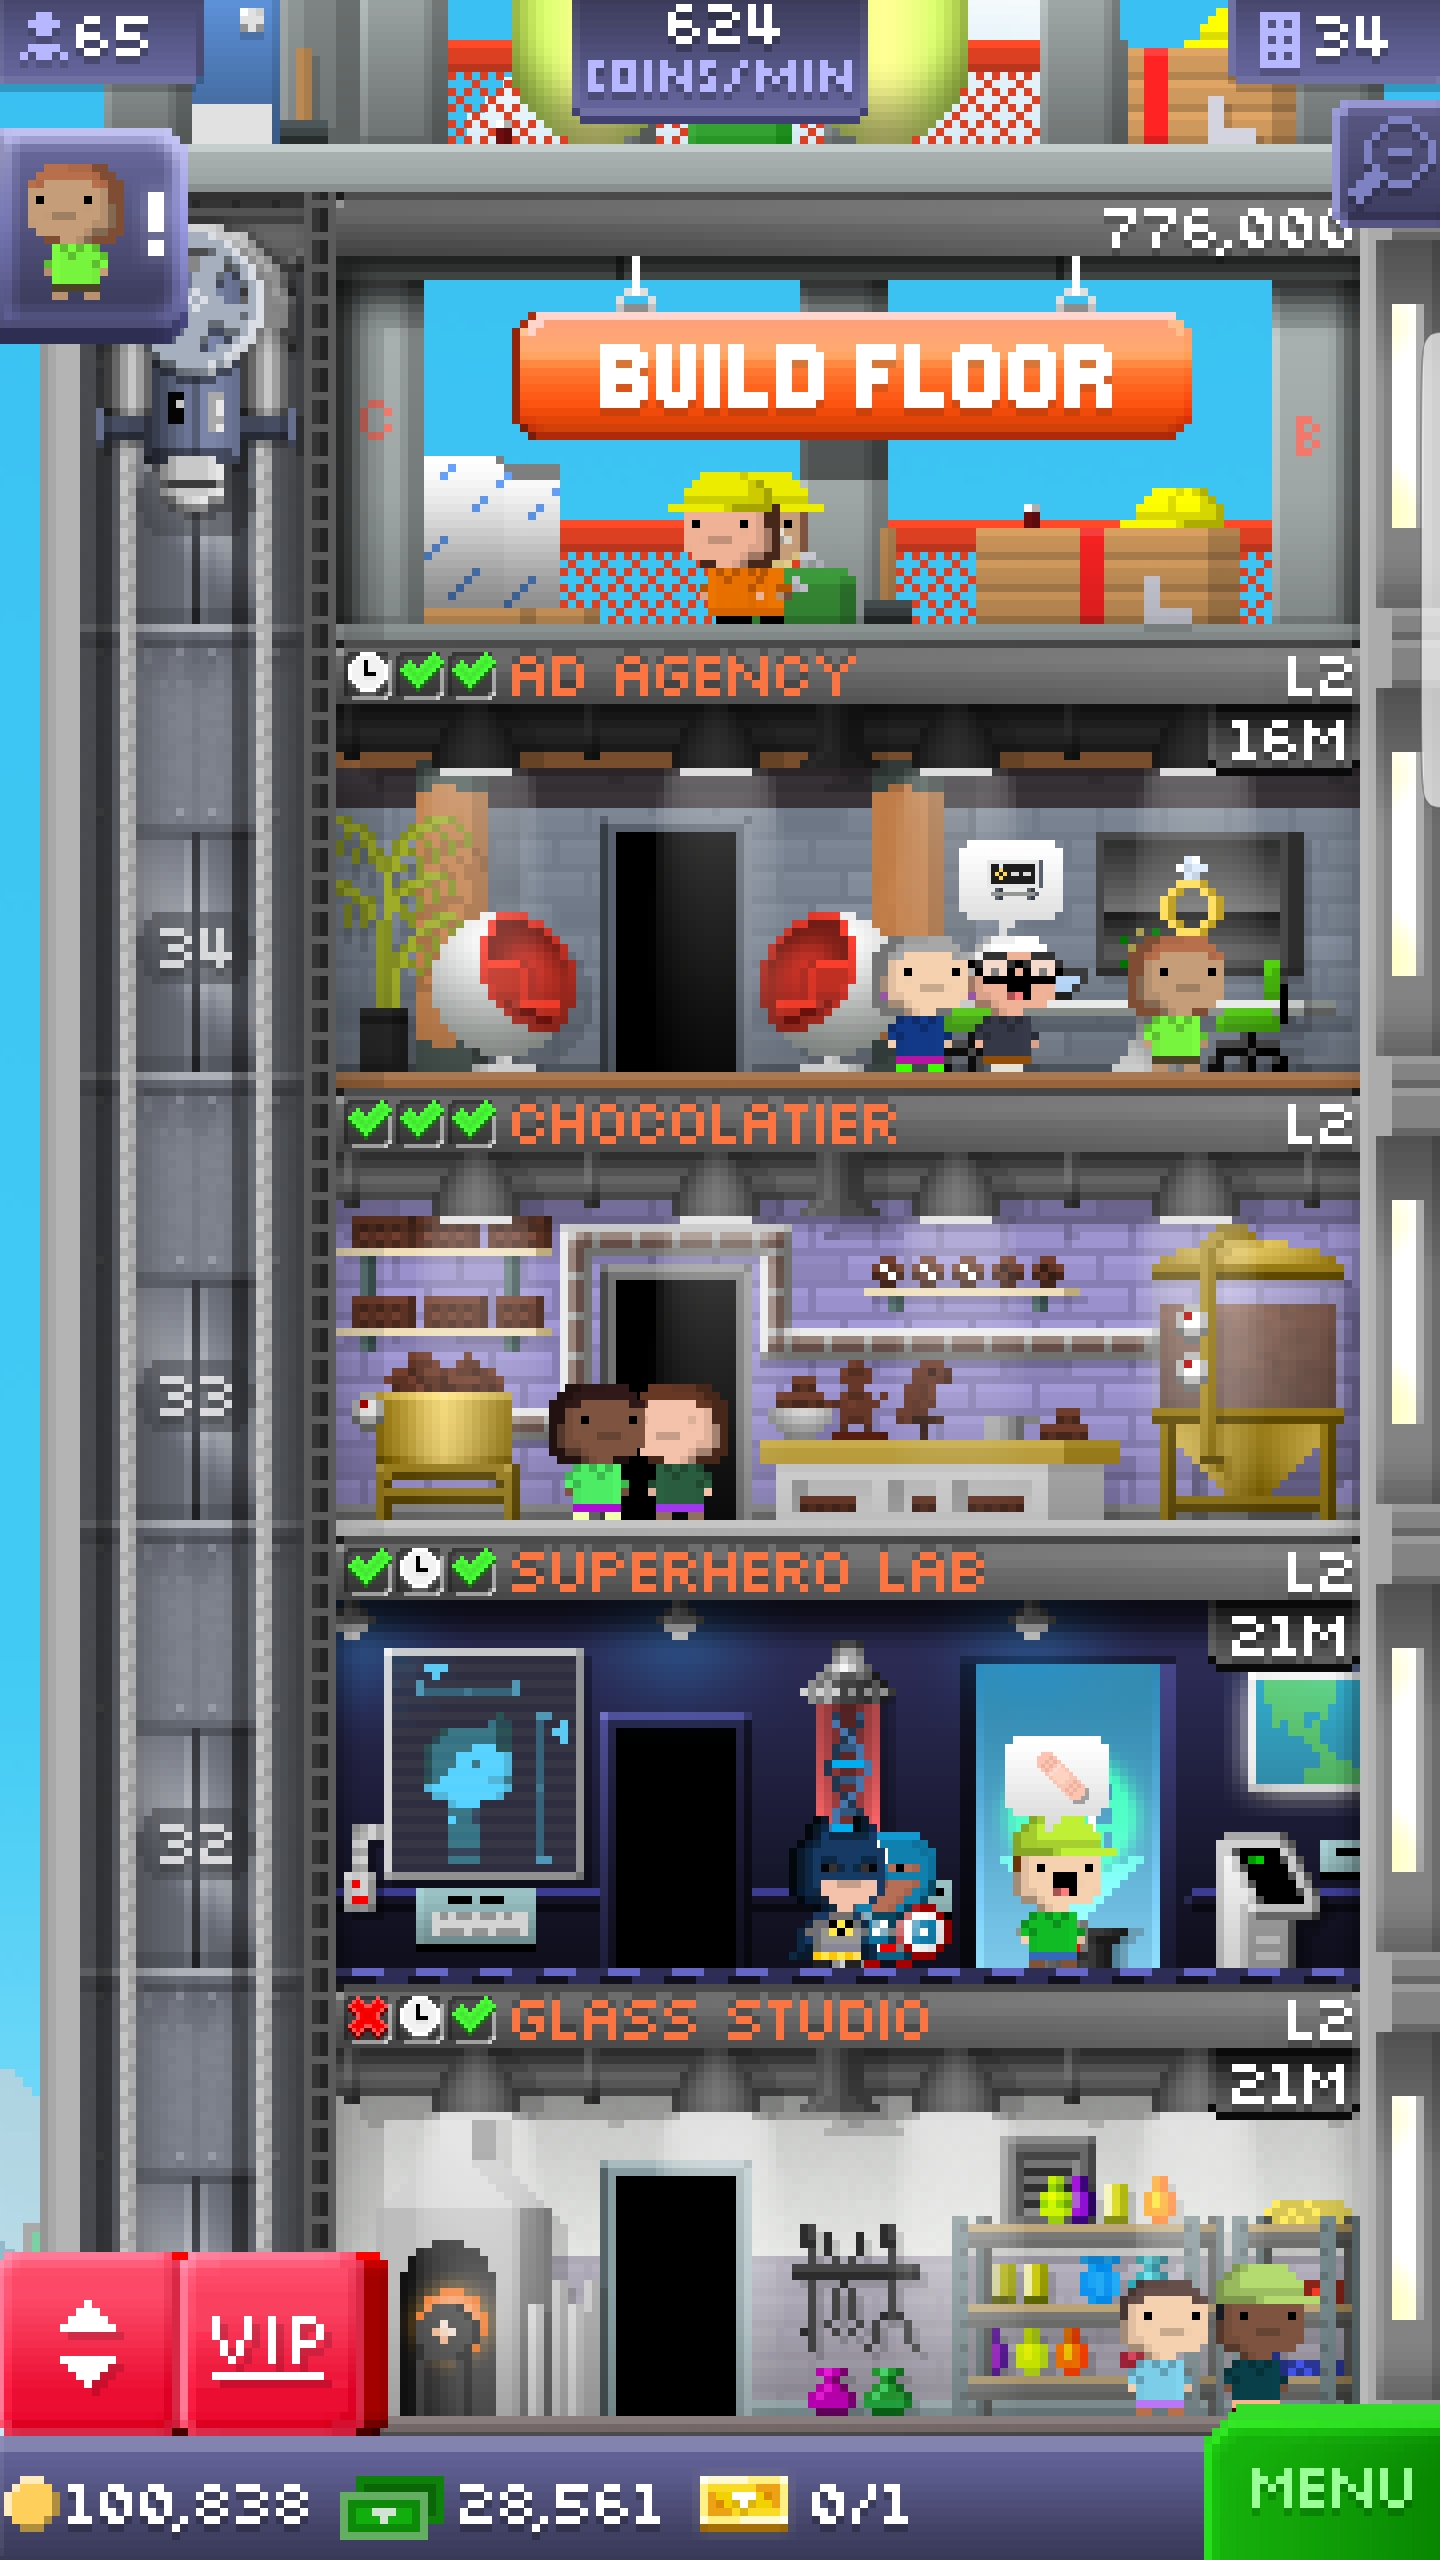 65
624
COINS/MIN
34
!
776,000
BUILD FLOOR
C
B
AD AGENCY L2
16M
34
CHOCOLATIER L2
33
SUPERHERO LAB L2
21M
32
GLASS STUDIO L2
21M
VIP
100,838 28,561 0/1
MENU